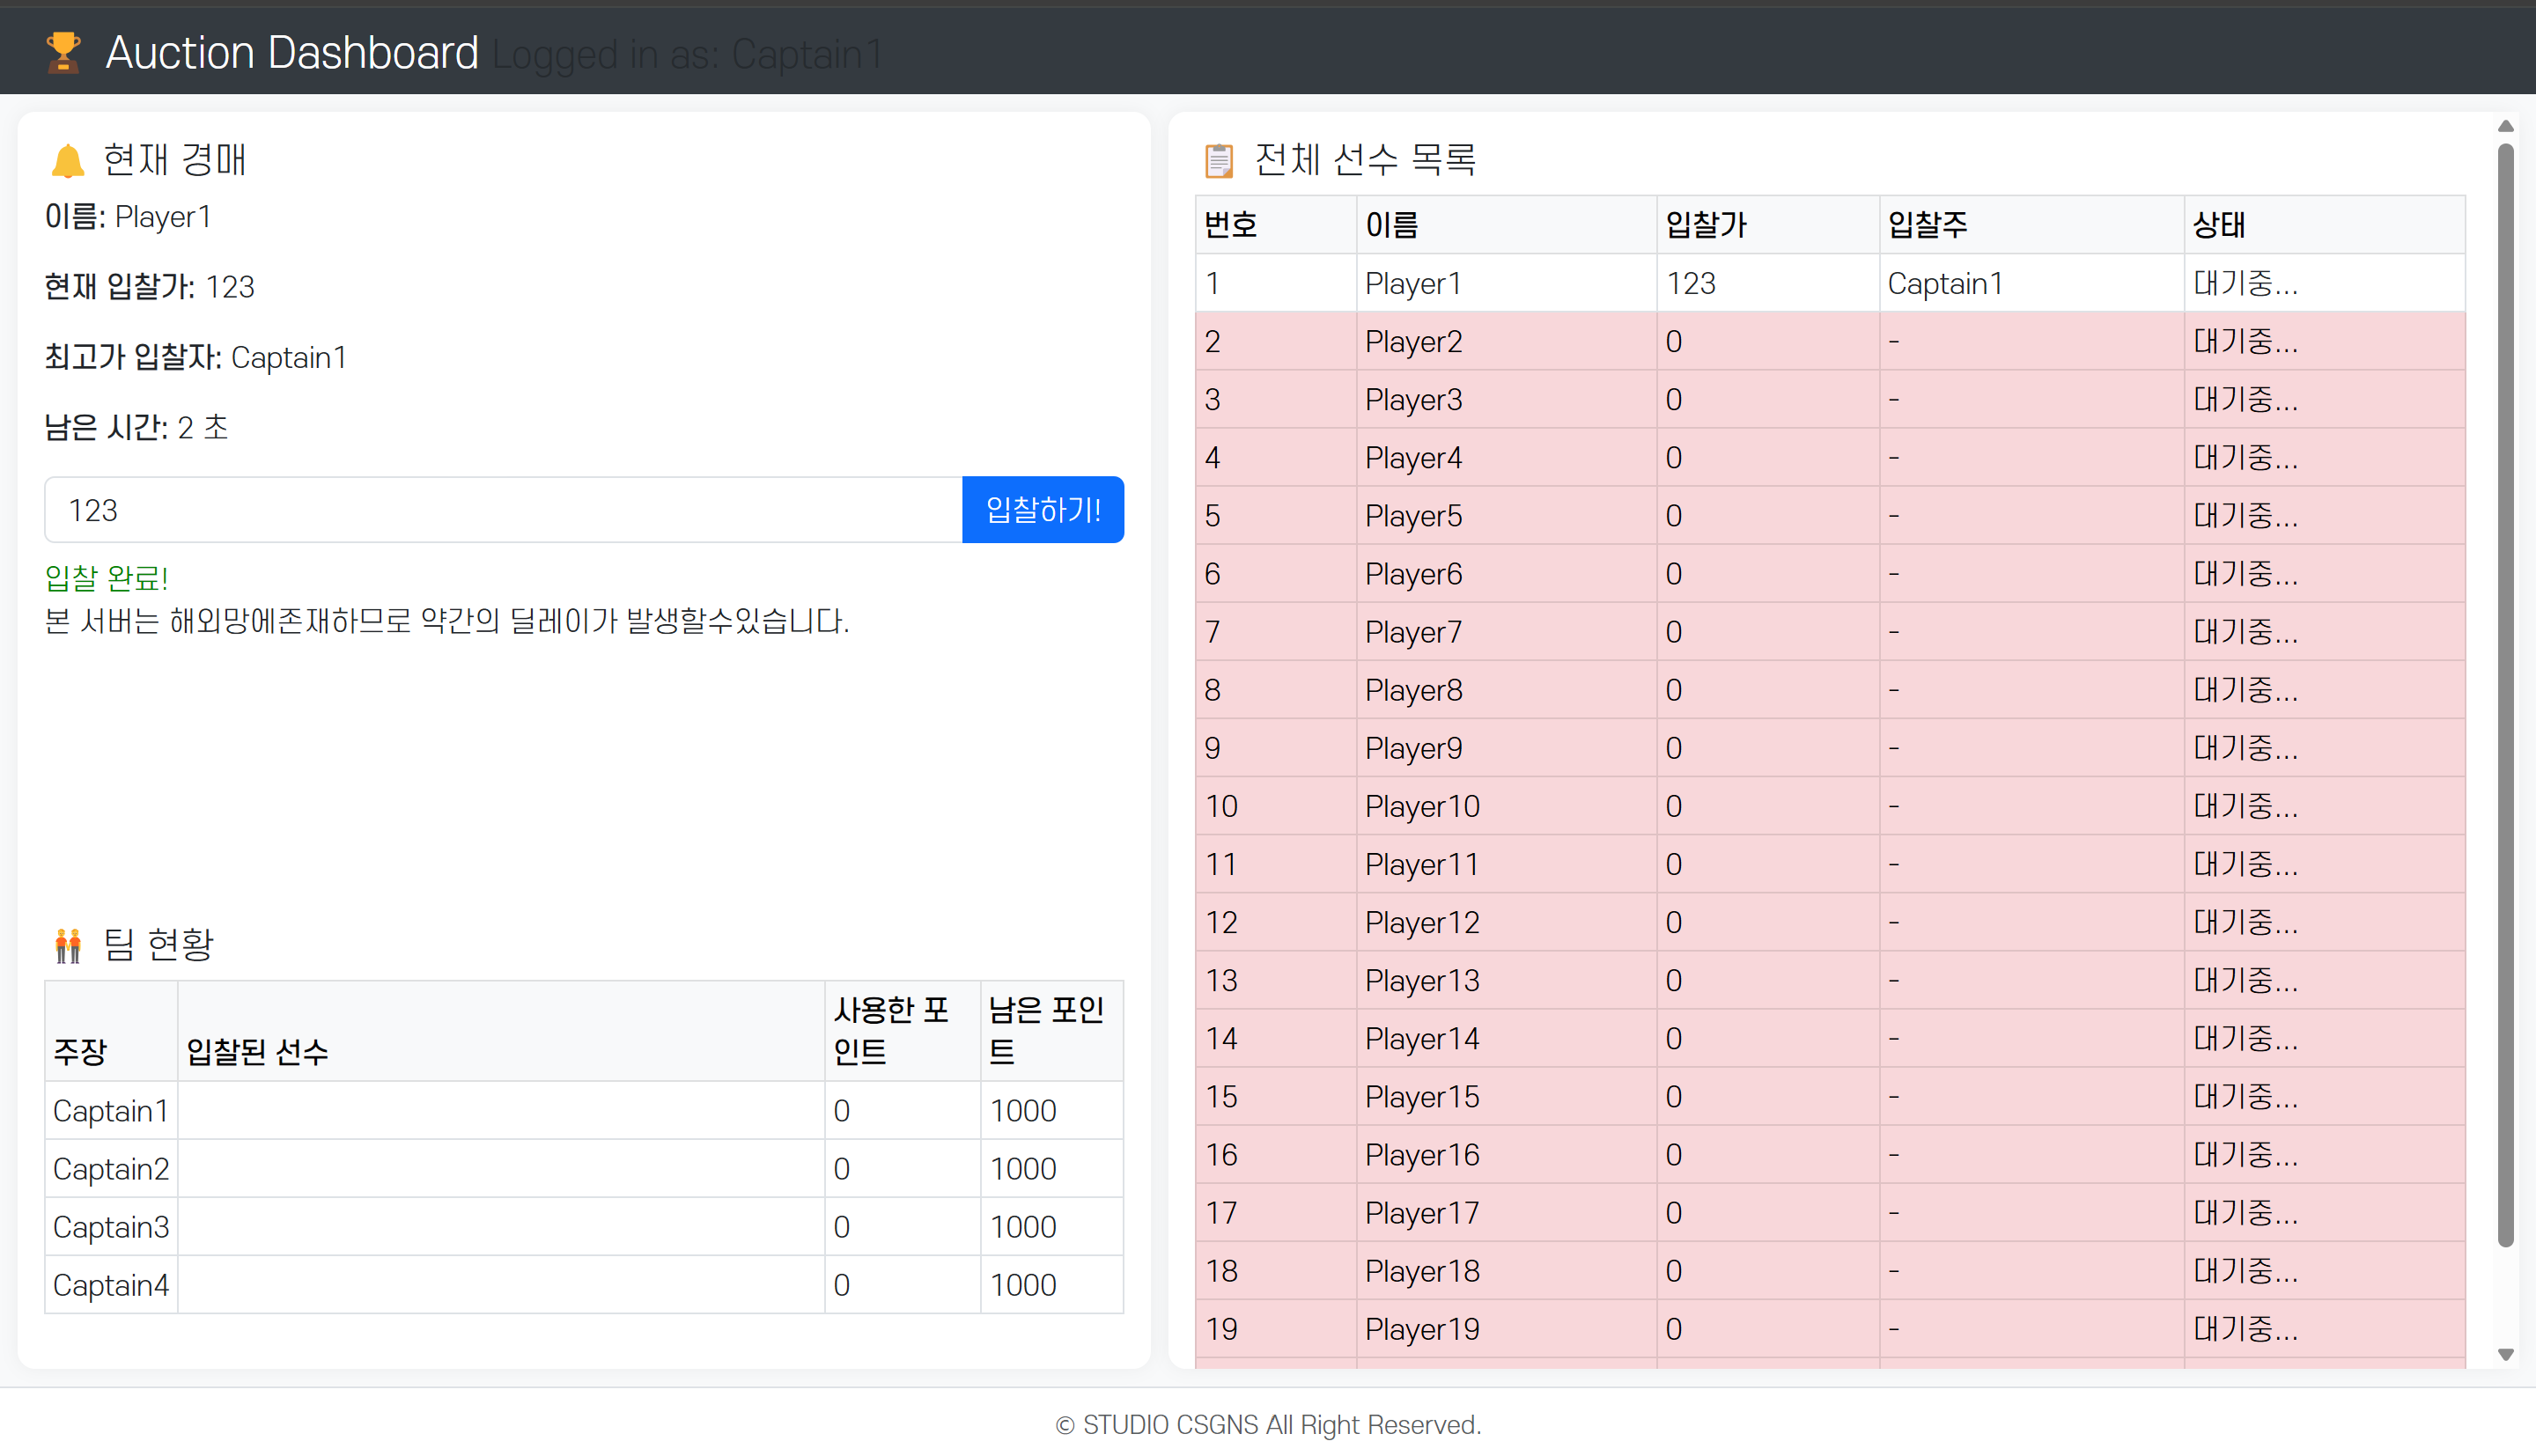 Auction Dashboard Logged in as: Captain1
현재 경매
이름: Player1
현재 입찰가: 123
최고가 입찰자: Captain1
남은 시간: 2 초
123 입찰하기!
입찰 완료!
본 서버는 해외망에존재하므로 약간의 딜레이가 발생할수있습니다.
팀 현황
주장 입찰된 선수 사용한 포인트 남은 포인트
Captain1 0 1000
Captain2 0 1000
Captain3 0 1000
Captain4 0 1000
전체 선수 목록
번호 이름 입찰가 입찰주 상태
1 Player1 123 Captain1 대기중...
2 Player2 0 - 대기중...
3 Player3 0 - 대기중...
4 Player4 0 - 대기중...
5 Player5 0 - 대기중...
6 Player6 0 - 대기중...
7 Player7 0 - 대기중...
8 Player8 0 - 대기중...
9 Player9 0 - 대기중...
10 Player10 0 - 대기중...
11 Player11 0 - 대기중...
12 Player12 0 - 대기중...
13 Player13 0 - 대기중...
14 Player14 0 - 대기중...
15 Player15 0 - 대기중...
16 Player16 0 - 대기중...
17 Player17 0 - 대기중...
18 Player18 0 - 대기중...
19 Player19 0 - 대기중...
© STUDIO CSGNS All Right Reserved.